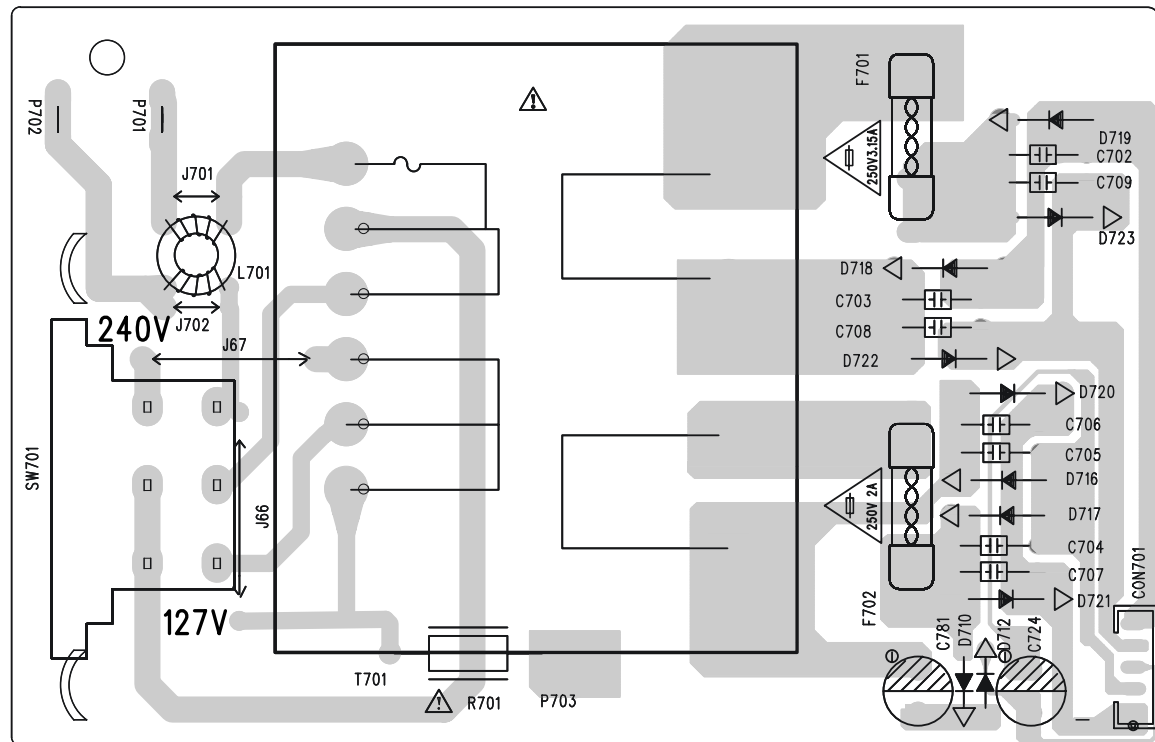 P702
P701
J701
L701
J702
240V
J67
SW701
J66
127V
T701
R701
P703
F701
250V3.15A
D719
C702
C709
D723
D718
C703
C708
D722
D720
C706
C705
D716
D717
C704
C707
D721
250V 2A
F702
C781
D710
D712
C724
CON701